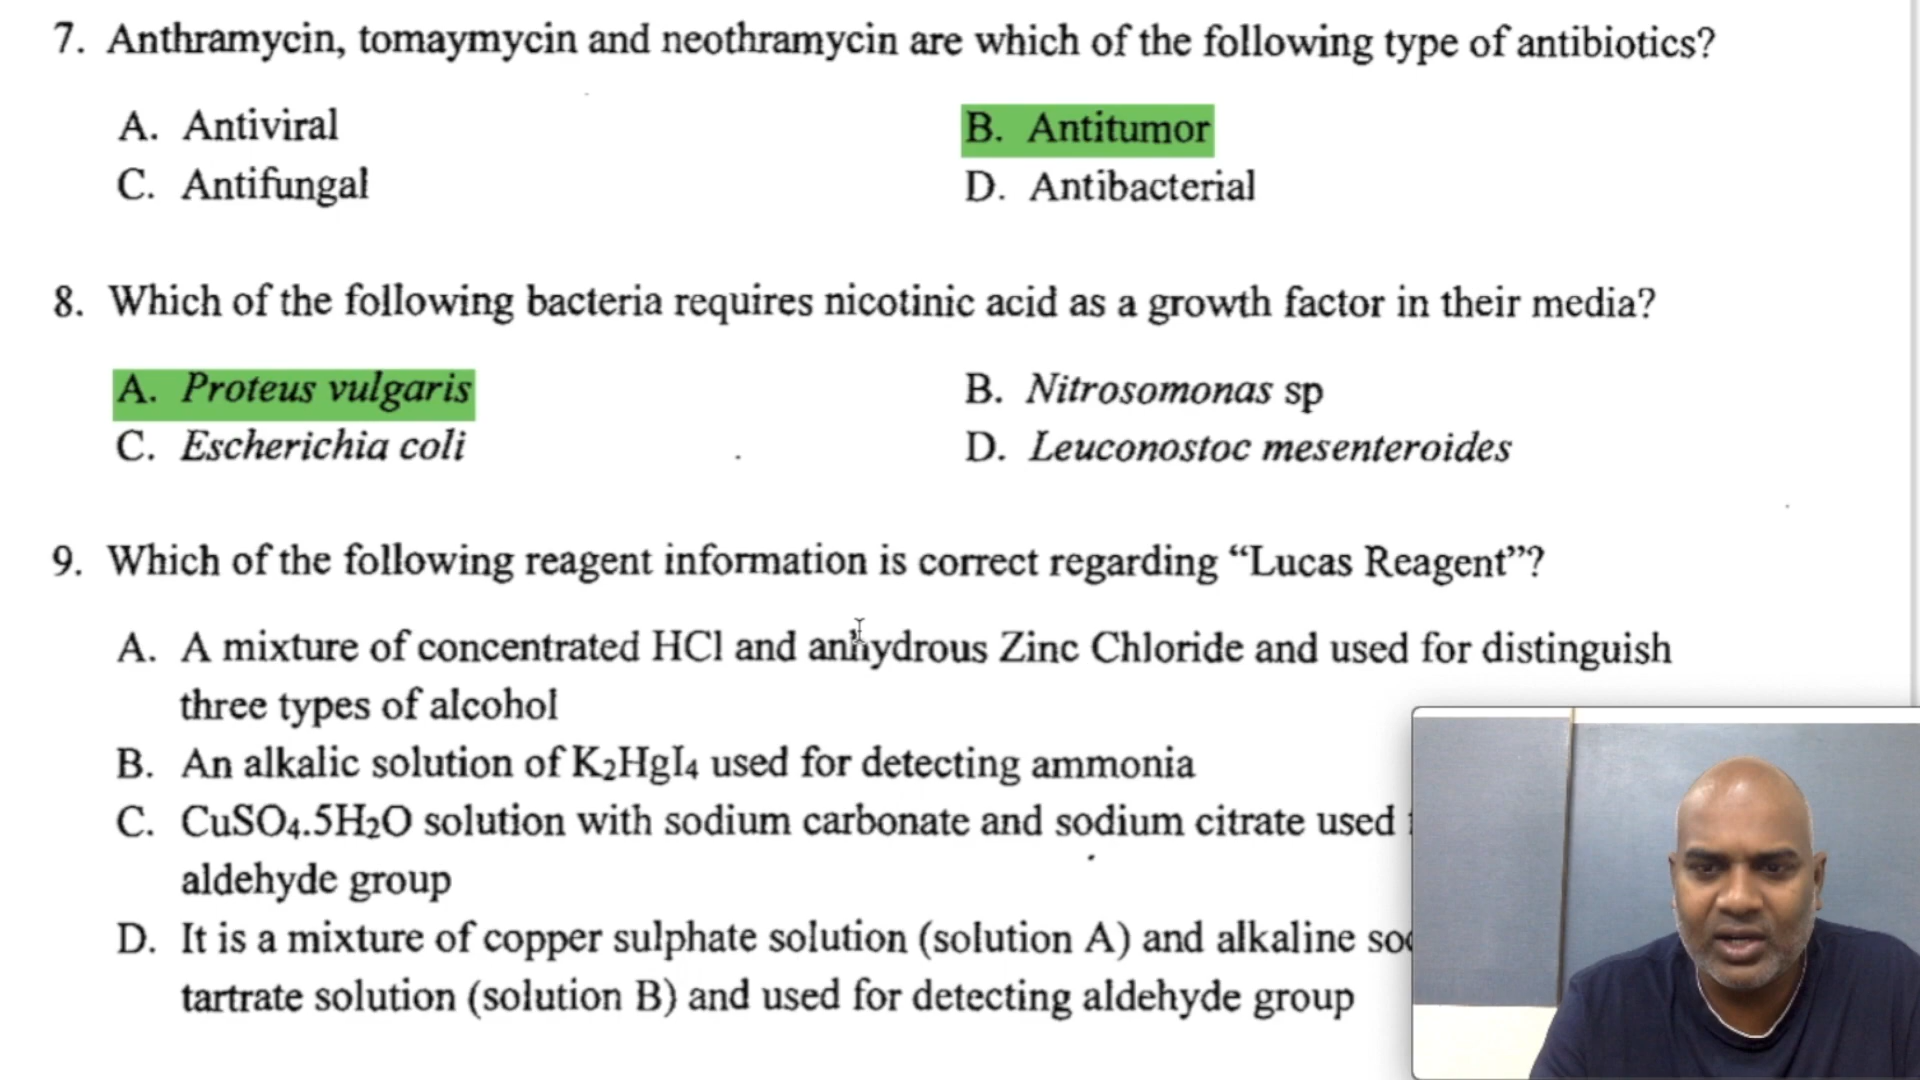 7. Anthramycin, tomaymycin and neothramycin are which of the following type of antibiotics?
A. Antiviral
B. Antitumor
C. Antifungal
D. Antibacterial
8. Which of the following bacteria requires nicotinic acid as a growth factor in their media?
A. Proteus vulgaris
B. Nitrosomonas sp
C. Escherichia coli
D. Leuconostoc mesenteroides
9. Which of the following reagent information is correct regarding “Lucas Reagent”?
A. A mixture of concentrated HCl and anhydrous Zinc Chloride and used for distinguish
three types of alcohol
B. An alkalic solution of K₂HgI₄ used for detecting ammonia
C. CuSO₄.5H₂O solution with sodium carbonate and sodium citrate used
aldehyde group
D. It is a mixture of copper sulphate solution (solution A) and alkaline
tartrate solution (solution B) and used for detecting aldehyde group